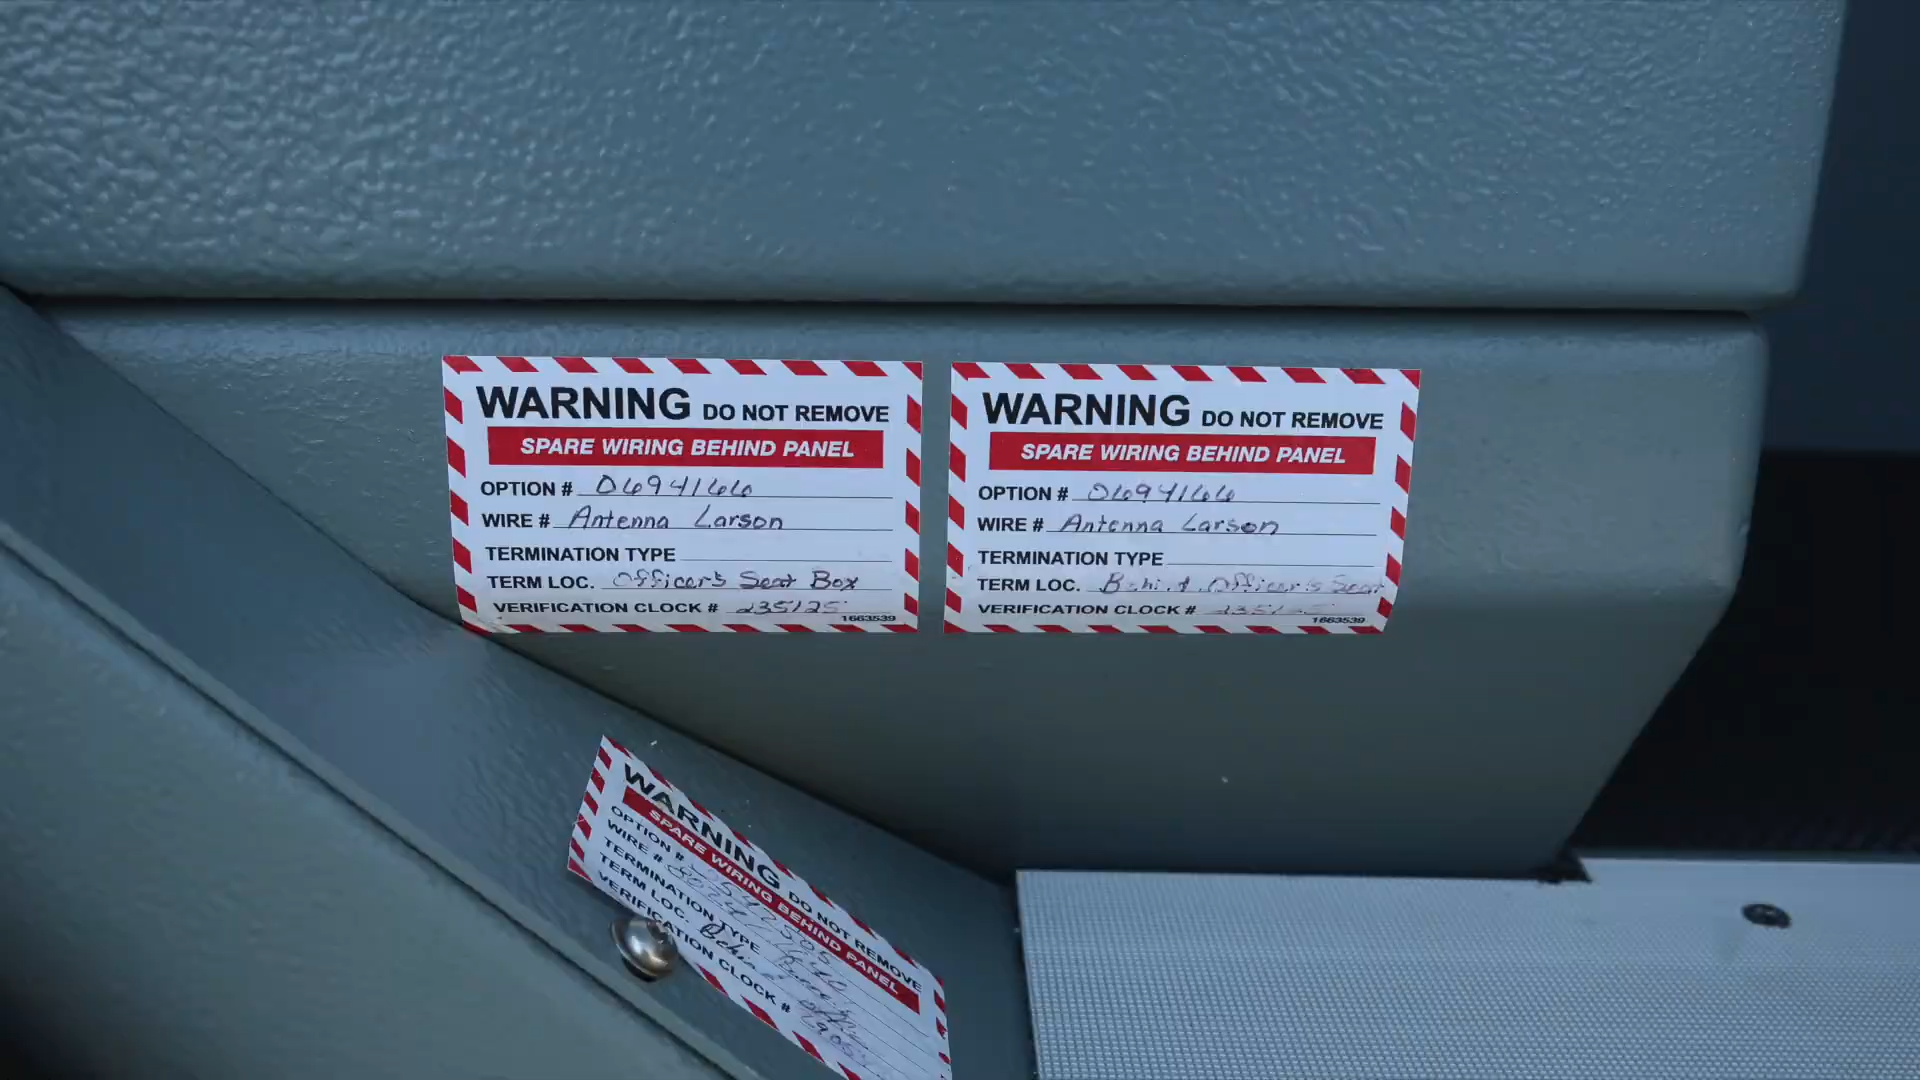 WARNING DO NOT REMOVE
SPARE WIRING BEHIND PANEL
OPTION # 0694166
WIRE # Antenna Larson
TERMINATION TYPE
TERM LOC. Officer's Seat Box
VERIFICATION CLOCK # 235125
1663539
WARNING DO NOT REMOVE
SPARE WIRING BEHIND PANEL
OPTION # 0694166
WIRE # Antenna Larson
TERMINATION TYPE
TERM LOC. Behind Officer's Seat
VERIFICATION CLOCK # 235125
1663539
WARNING DO NOT REMOVE
SPARE WIRING BEHIND PANEL
OPTION #
WIRE #
TERMINATION TYPE
TERM LOC. Behind
VERIFICATION CLOCK #